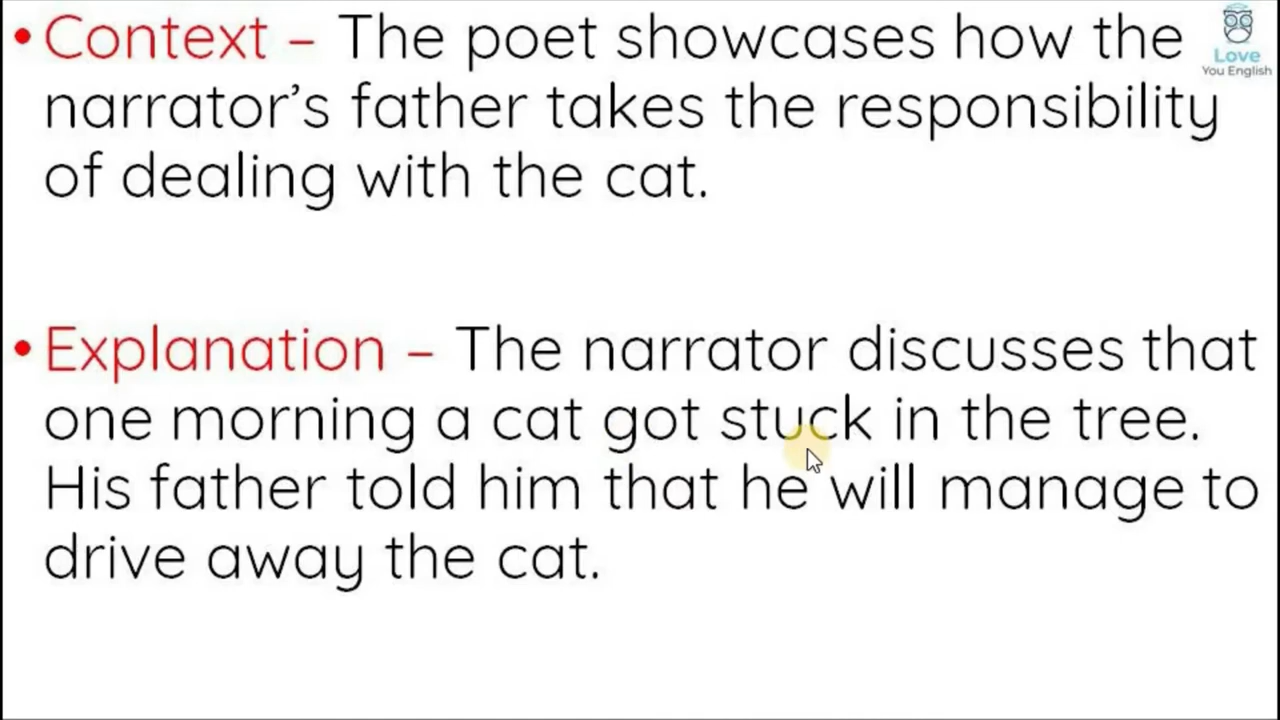 • Context – The poet showcases how the
narrator’s father takes the responsibility
of dealing with the cat.
Love
You English
• Explanation – The narrator discusses that
one morning a cat got stuck in the tree.
His father told him that he will manage to
drive away the cat.